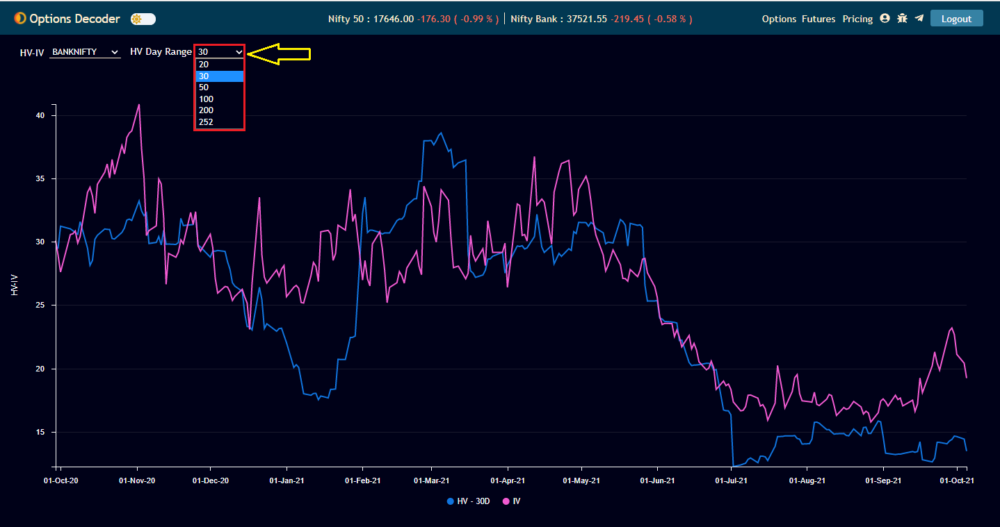 Options Decoder Nifty 50 : 17646.00 -176.30 ( -0.99 % ) Nifty Bank : 37521.55 -219.45 ( -0.58 % ) Options Futures Pricing Logout
HV-IV BANKNIFTY HV Day Range 30
20
30
50
100
200
252
40
35
30
25
20
15
HV-IV
01-Oct-20 01-Nov-20 01-Dec-20 01-Jan-21 01-Feb-21 01-Mar-21 01-Apr-21 01-May-21 01-Jun-21 01-Jul-21 01-Aug-21 01-Sep-21 01-Oct-21
HV - 30D IV